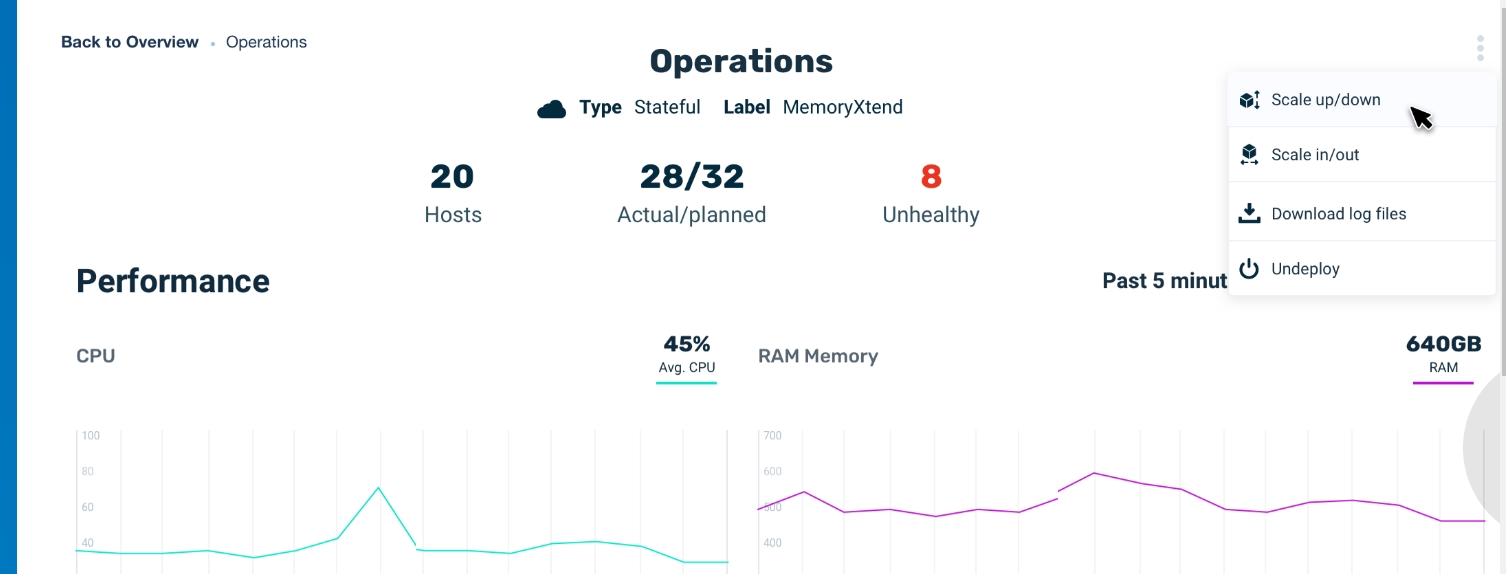 Back to Overview • Operations
Operations
Type Stateful Label MemoryXtend
Scale up/down
Scale in/out
Download log files
Undeploy
20
Hosts
28/32
Actual/planned
8
Unhealthy
Performance
Past 5 minut
CPU
45%
Avg. CPU
100
80
60
40
RAM Memory
640GB
RAM
700
600
500
400